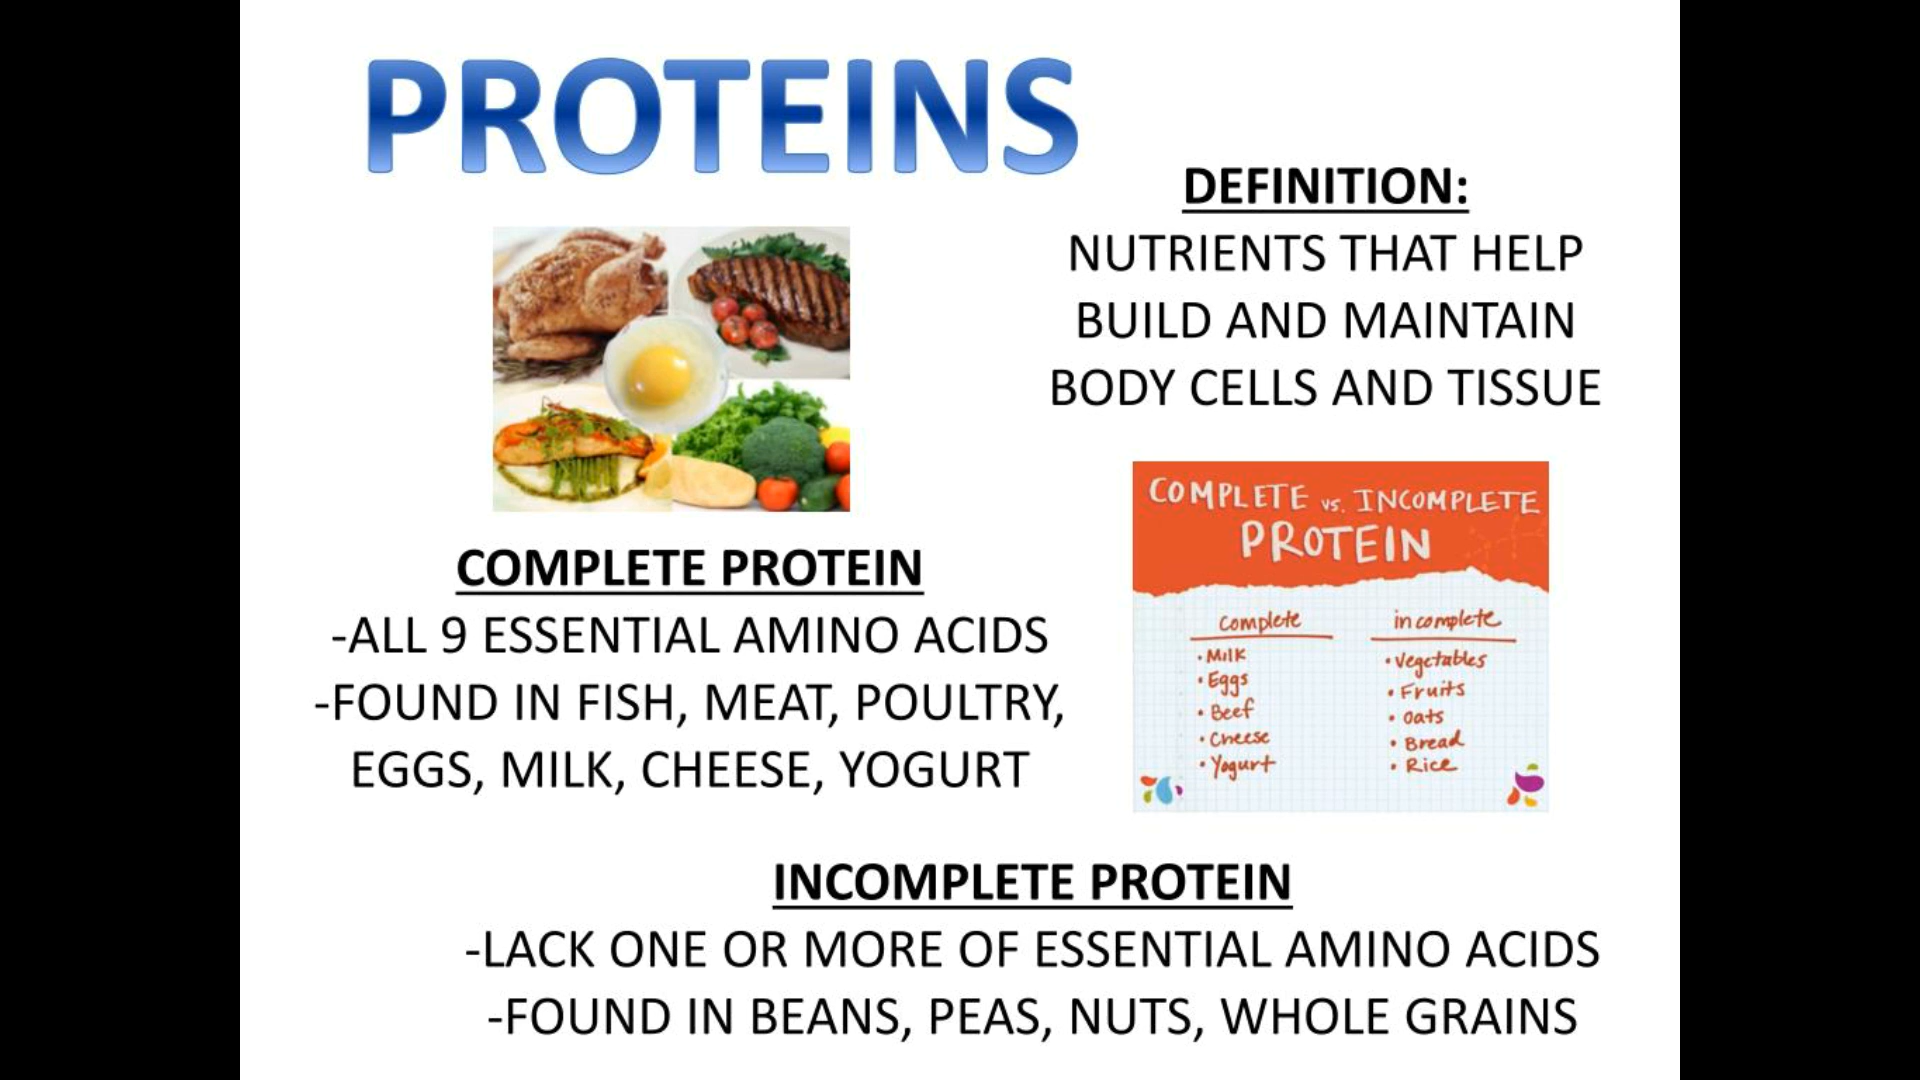 PROTEINS
DEFINITION:
NUTRIENTS THAT HELP
BUILD AND MAINTAIN
BODY CELLS AND TISSUE
COMPLETE PROTEIN
-ALL 9 ESSENTIAL AMINO ACIDS
-FOUND IN FISH, MEAT, POULTRY,
EGGS, MILK, CHEESE, YOGURT
COMPLETE vs. INCOMPLETE
PROTEIN
complete
• Milk
• Eggs
• Beef
• Cheese
• Yogurt
incomplete
• Vegetables
• Fruits
• Oats
• Bread
• Rice
INCOMPLETE PROTEIN
-LACK ONE OR MORE OF ESSENTIAL AMINO ACIDS
-FOUND IN BEANS, PEAS, NUTS, WHOLE GRAINS